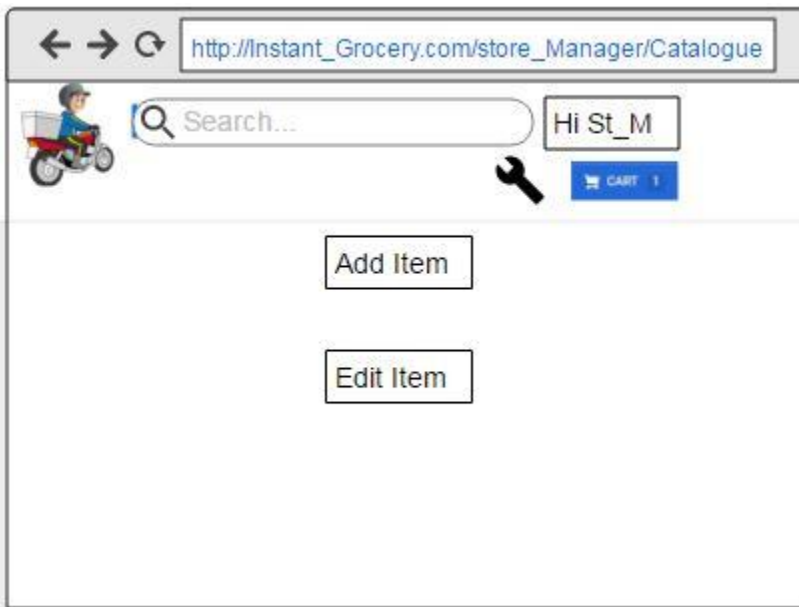 http://Instant_Grocery.com/store_Manager/Catalogue
Search...
Hi St_M
CART 1
Add Item
Edit Item